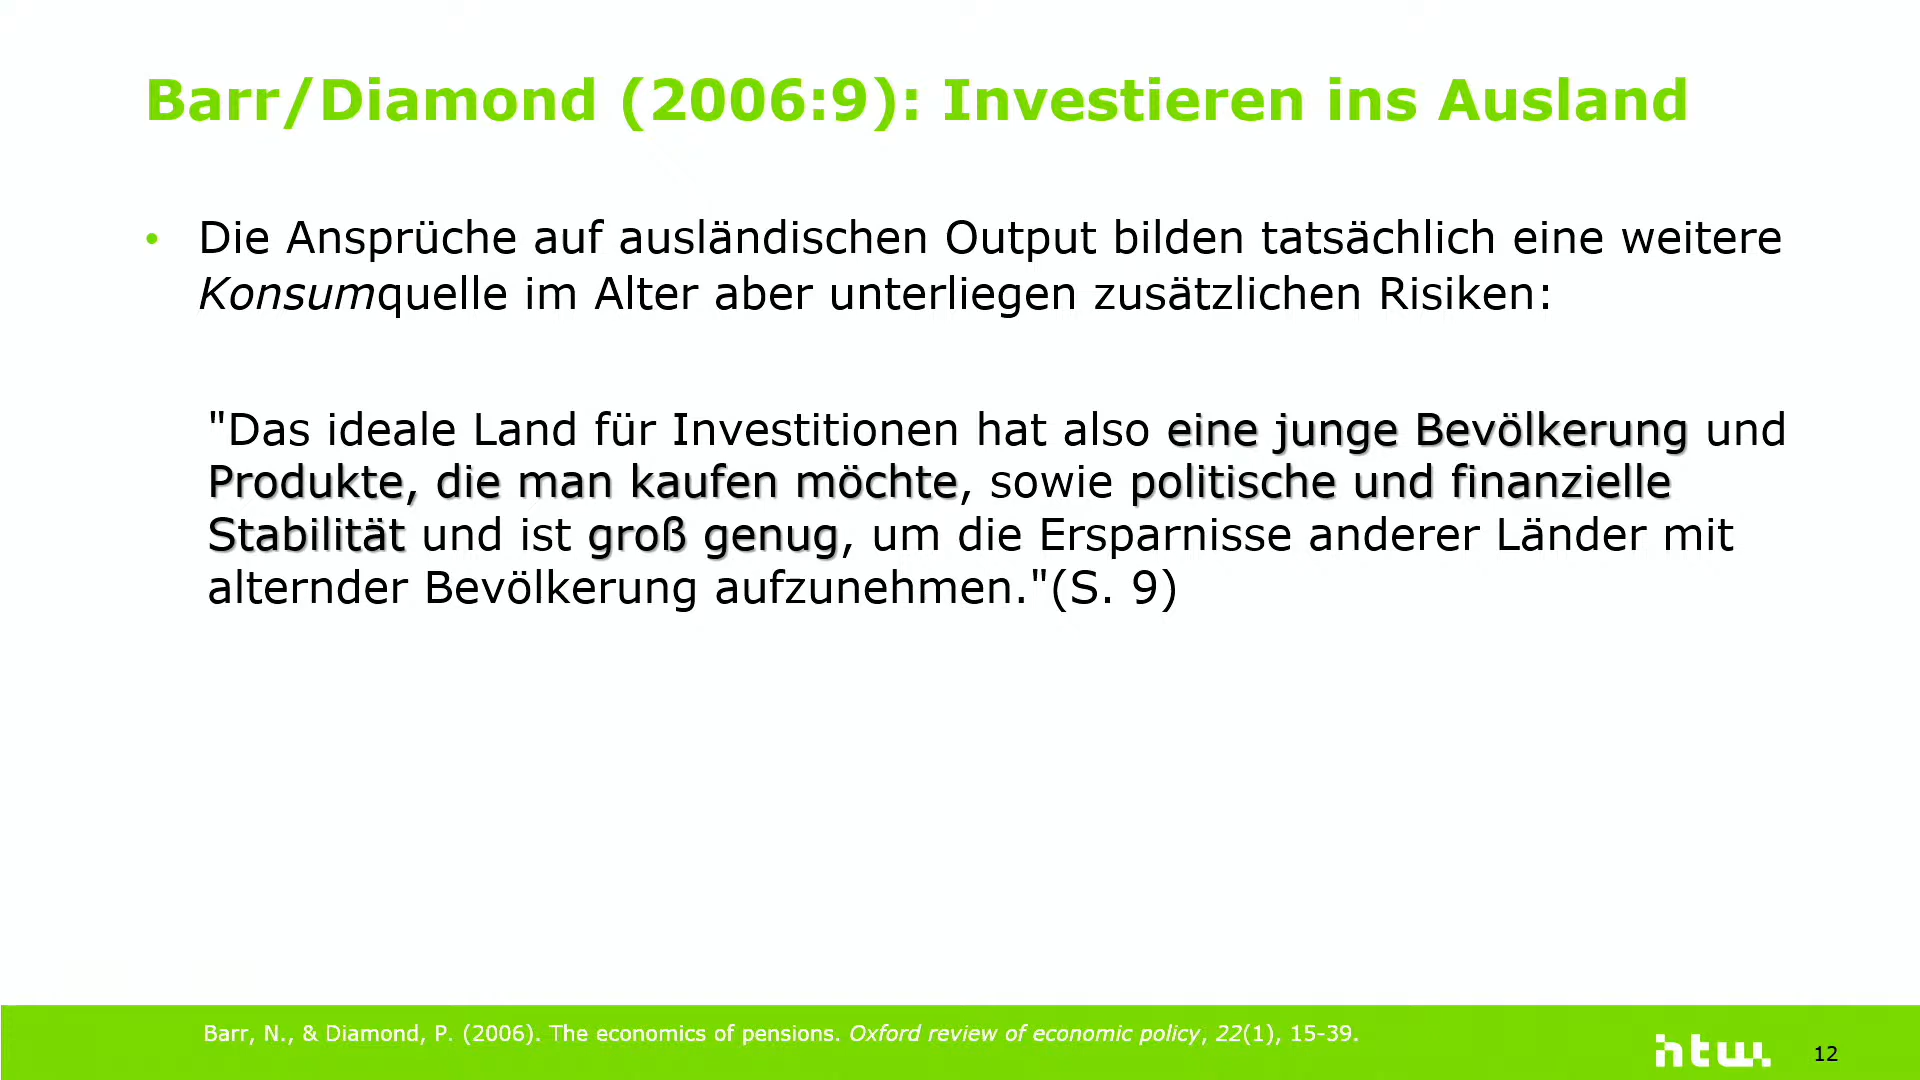 Barr/Diamond (2006:9): Investieren ins Ausland
• Die Ansprüche auf ausländischen Output bilden tatsächlich eine weitere
Konsumquelle im Alter aber unterliegen zusätzlichen Risiken:
"Das ideale Land für Investitionen hat also eine junge Bevölkerung und
Produkte, die man kaufen möchte, sowie politische und finanzielle
Stabilität und ist groß genug, um die Ersparnisse anderer Länder mit
alternder Bevölkerung aufzunehmen."(S. 9)
Barr, N., & Diamond, P. (2006). The economics of pensions. Oxford review of economic policy, 22(1), 15-39.
htw.
12